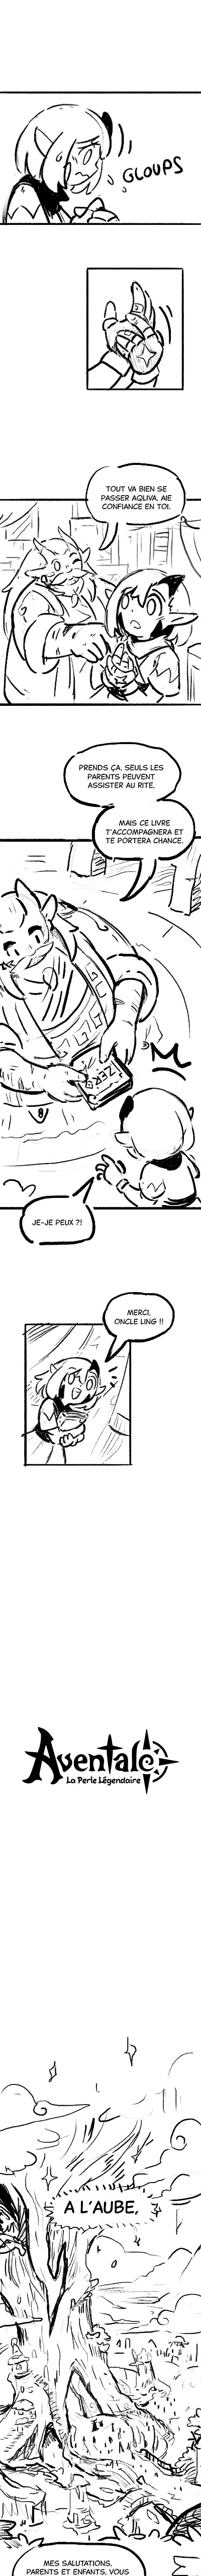 GLOUPS
TOUT VA BIEN SE
PASSER AQLIVA, AIE
CONFIANCE EN TOI.
PRENDS ÇA. SEULS LES
PARENTS PEUVENT
ASSISTER AU RITE,
MAIS CE LIVRE
T'ACCOMPAGNERA ET
TE PORTERA CHANCE.
JE-JE PEUX ?!
MERCI,
ONCLE LING !!
Aventale
La Perle Légendaire
A L'AUBE,
MES SALUTATIONS,
PARENTS ET ENFANTS, VOUS